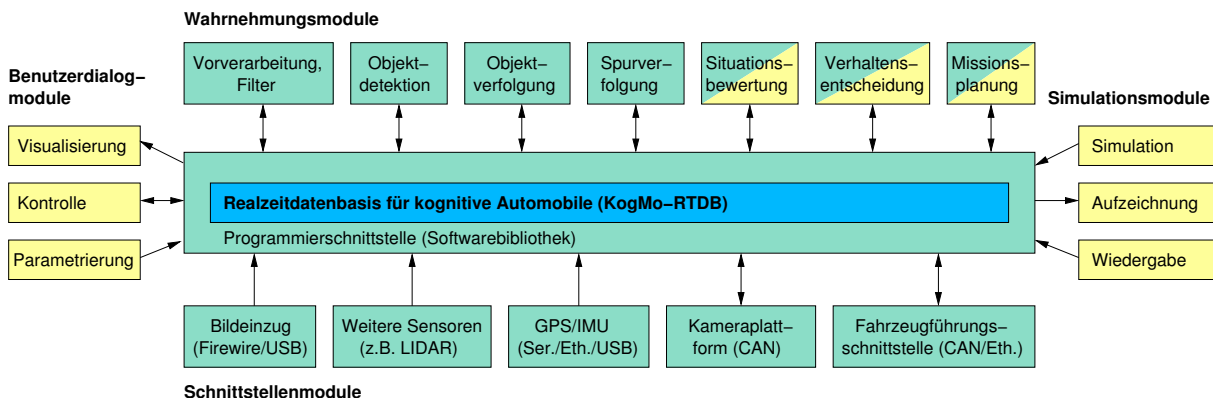 Wahrnehmungsmodule
Vorverarbeitung,
Filter
Objekt−
detektion
Objekt−
verfolgung
Spurver−
folgung
Situations−
bewertung
Verhaltens−
entscheidung
Missions−
planung
Benutzerdialog−
module
Visualisierung
Kontrolle
Parametrierung
Realzeitdatenbasis für kognitive Automobile (KogMo−RTDB)
Programmierschnittstelle (Softwarebibliothek)
Simulationsmodule
Simulation
Aufzeichnung
Wiedergabe
Bildeinzug
(Firewire/USB)
Weitere Sensoren
(z.B. LIDAR)
GPS/IMU
(Ser./Eth./USB)
Kameraplatt−
form (CAN)
Fahrzeugführungs−
schnittstelle (CAN/Eth.)
Schnittstellenmodule